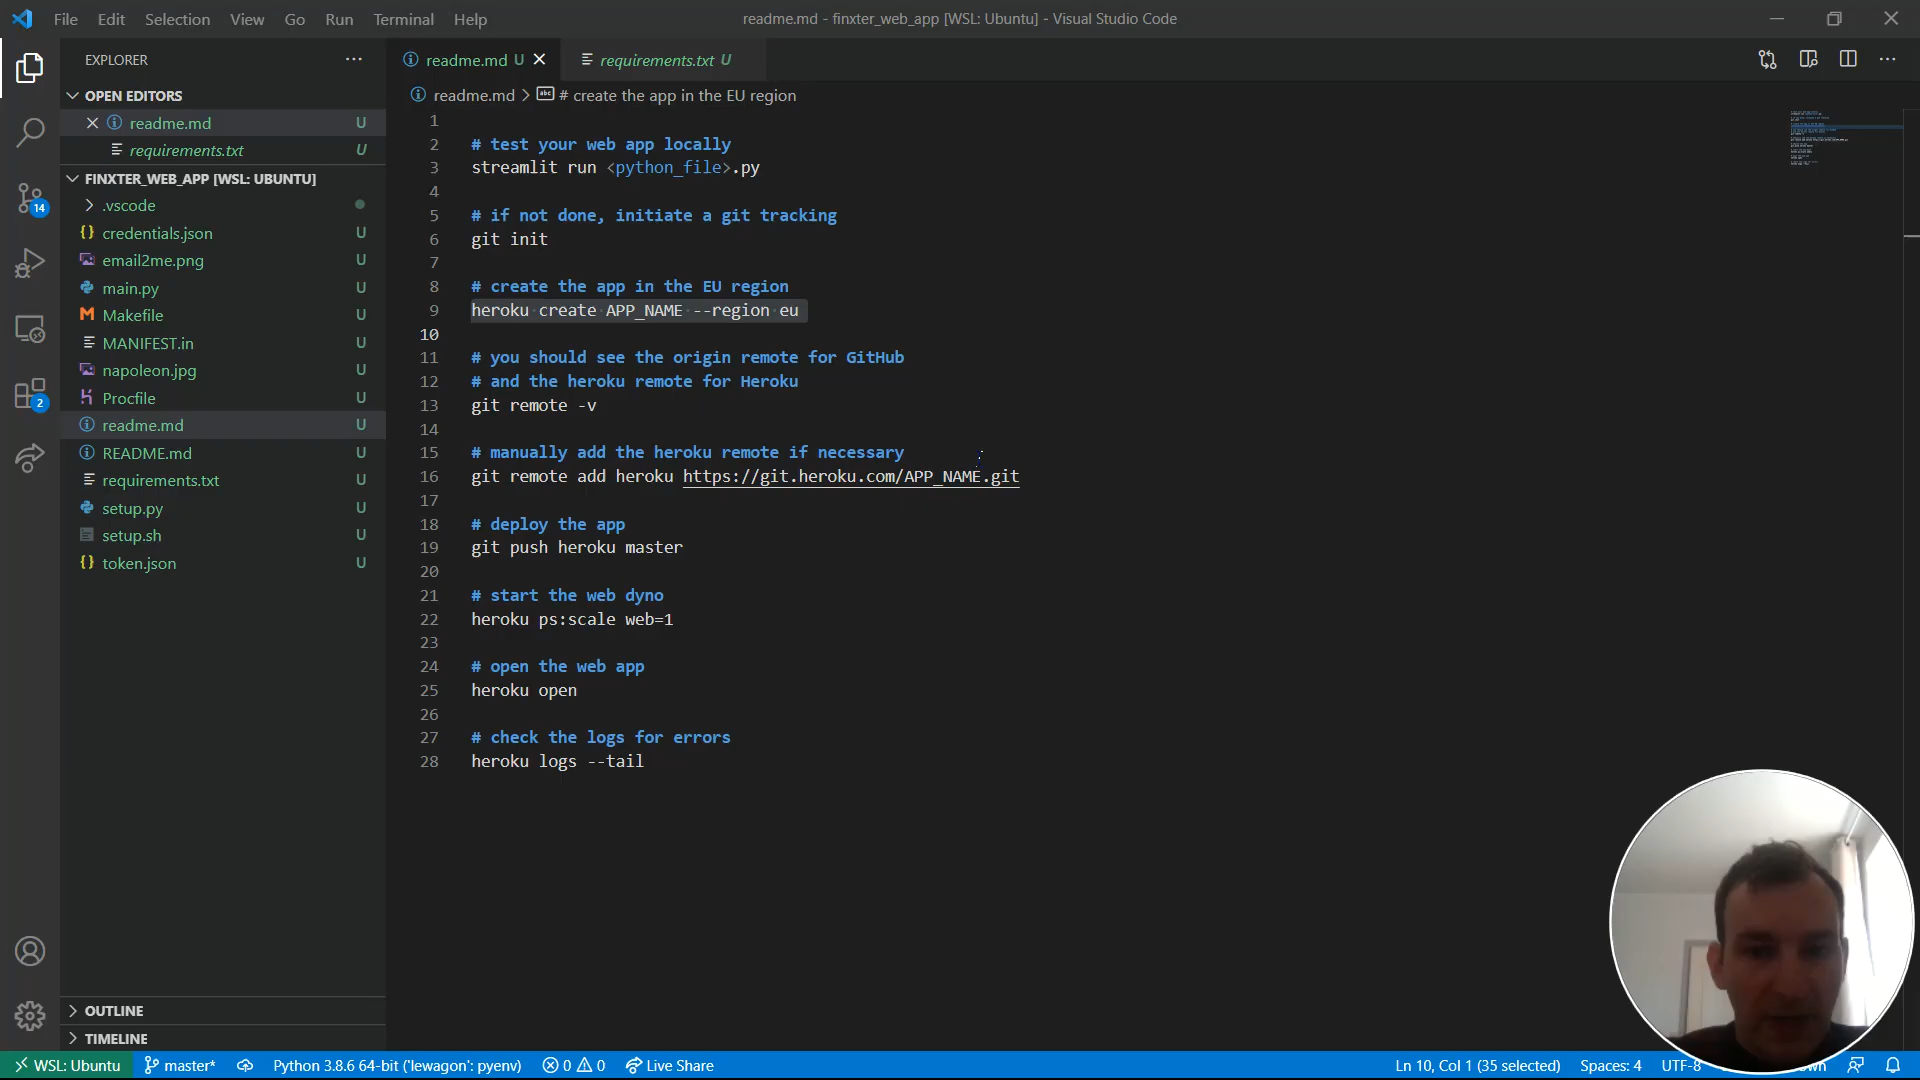 File Edit Selection View Go Run Terminal Help
readme.md - finxter_web_app [WSL: Ubuntu] - Visual Studio Code
EXPLORER
OPEN EDITORS
readme.md U
requirements.txt U
FINXTER_WEB_APP [WSL: UBUNTU]
.vscode
credentials.json U
email2me.png U
main.py U
Makefile U
MANIFEST.in U
napoleon.jpg U
Procfile U
readme.md U
README.md U
requirements.txt U
setup.py U
setup.sh U
token.json U
OUTLINE
TIMELINE
14
2
readme.md U
requirements.txt U
readme.md > # create the app in the EU region
1
2 # test your web app locally
3 streamlit run <python_file>.py
4
5 # if not done, initiate a git tracking
6 git init
7
8 # create the app in the EU region
9 heroku create APP_NAME --region eu
10
11 # you should see the origin remote for GitHub
12 # and the heroku remote for Heroku
13 git remote -v
14
15 # manually add the heroku remote if necessary
16 git remote add heroku https://git.heroku.com/APP_NAME.git
17
18 # deploy the app
19 git push heroku master
20
21 # start the web dyno
22 heroku ps:scale web=1
23
24 # open the web app
25 heroku open
26
27 # check the logs for errors
28 heroku logs --tail
WSL: Ubuntu master* Python 3.8.6 64-bit ('lewagon': pyenv) 0 0 Live Share Ln 10, Col 1 (35 selected) Spaces: 4 UTF-8